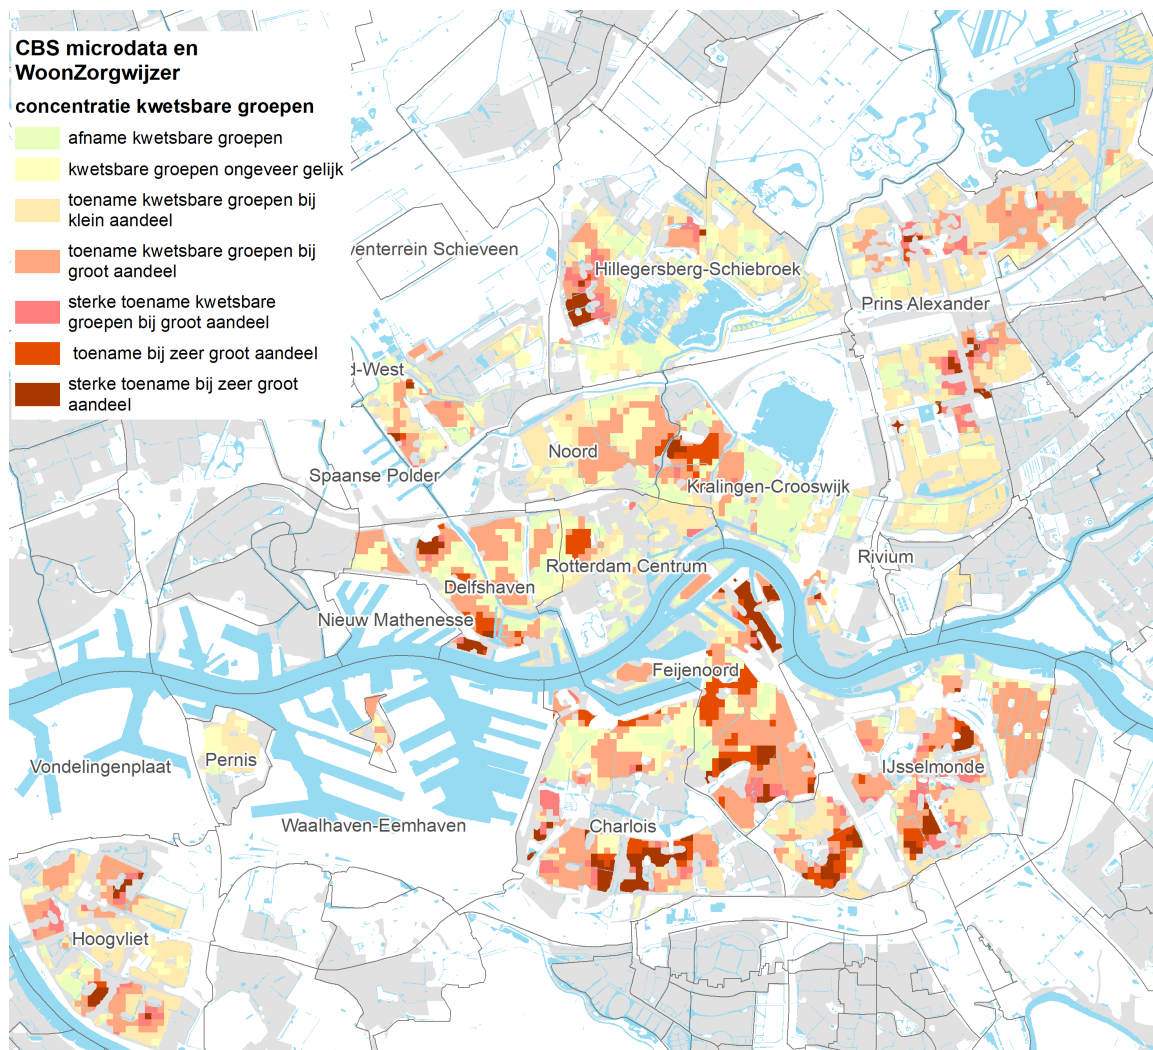 CBS microdata en
WoonZorgwijzer
concentratie kwetsbare groepen
afname kwetsbare groepen
kwetsbare groepen ongeveer gelijk
toename kwetsbare groepen bij
klein aandeel
toename kwetsbare groepen bij
groot aandeel
sterke toename kwetsbare
groepen bij groot aandeel
toename bij zeer groot aandeel
sterke toename bij zeer groot
aandeel
venterrein Schieveen
Hillegersberg-Schiebroek
Prins Alexander
d-West
Noord
Spaanse Polder
Kralingen-Crooswijk
Rivium
Rotterdam Centrum
Delfshaven
Nieuw Mathenesse
Feijenoord
Pernis
Vondelingenplaat
IJsselmonde
Waalhaven-Eemhaven
Charlois
Hoogvliet